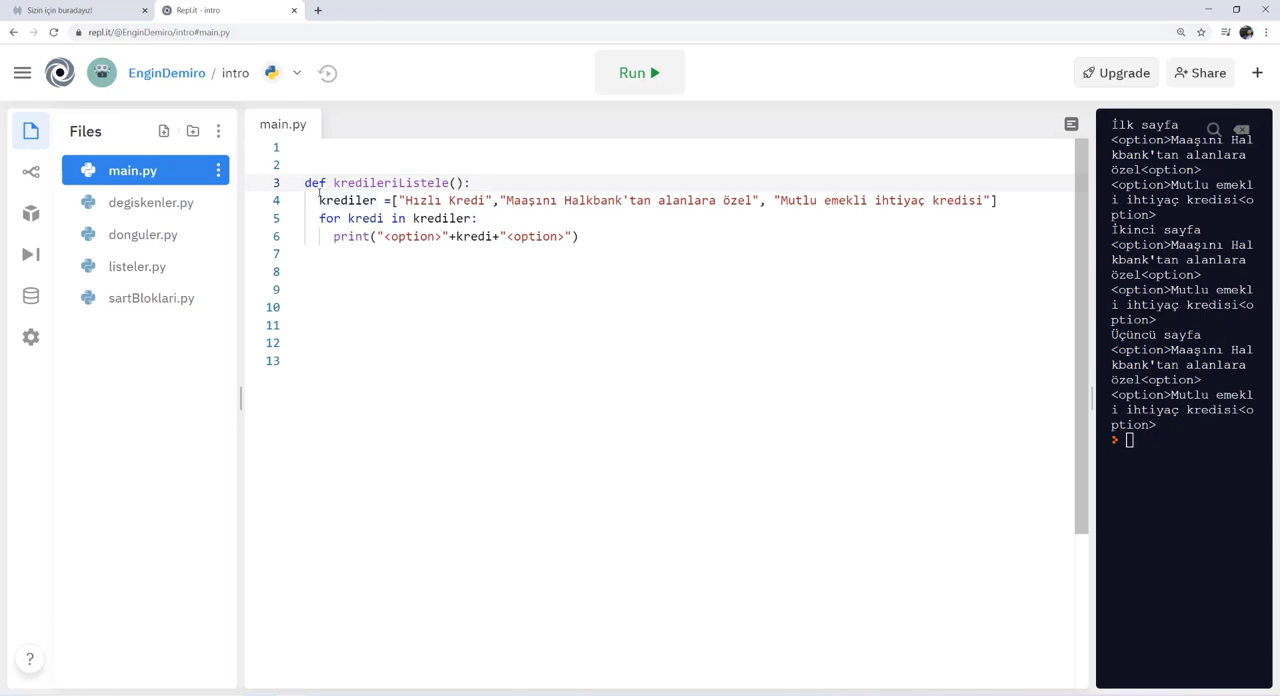 Sizin için buradayız!
Repl.it - intro
repl.it/@EnginDemiro/intro#main.py
EnginDemiro / intro
Run
Upgrade
Share
Files
main.py
degiskenler.py
donguler.py
listeler.py
sartBloklari.py
main.py
1
2
3 def kredileriListele():
4 krediler =["Hızlı Kredi","Maaşını Halkbank'tan alanlara özel", "Mutlu emekli ihtiyaç kredisi"]
5 for kredi in krediler:
6 print("<option>"+kredi+"<option>")
7
8
9
10
11
12
13
İlk sayfa
<option>Maaşını Hal
kbank'tan alanlara
özel<option>
<option>Mutlu emekl
i ihtiyaç kredisi<o
ption>
İkinci sayfa
<option>Maaşını Hal
kbank'tan alanlara
özel<option>
<option>Mutlu emekl
i ihtiyaç kredisi<o
ption>
Üçüncü sayfa
<option>Maaşını Hal
kbank'tan alanlara
özel<option>
<option>Mutlu emekl
i ihtiyaç kredisi<o
ption>
?